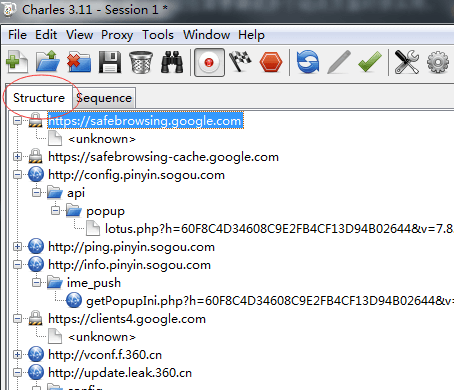 Charles 3.11 - Session 1 *
File Edit View Proxy Tools Window Help
Structure Sequence
https://safebrowsing.google.com
<unknown>
https://safebrowsing-cache.google.com
http://config.pinyin.sogou.com
api
popup
lotus.php?h=60F8C4D34608C9E2FB4CF13D94B02644&v=7.8
http://ping.pinyin.sogou.com
http://info.pinyin.sogou.com
ime_push
getPopupIni.php?h=60F8C4D34608C9E2FB4CF13D94B02644&v=
https://clients4.google.com
<unknown>
http://vconf.f.360.cn
http://update.leak.360.cn
config